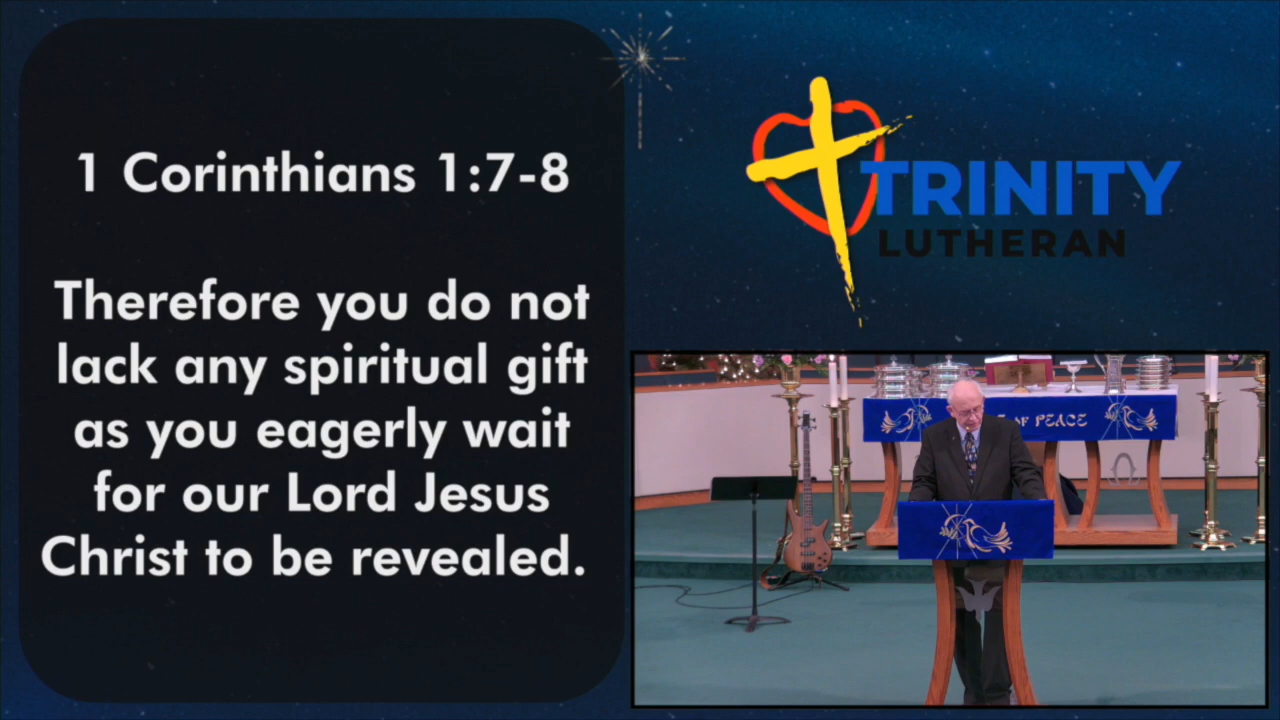 1 Corinthians 1:7-8
Therefore you do not
lack any spiritual gift
as you eagerly wait
for our Lord Jesus
Christ to be revealed.
TRINITY
LUTHERAN
OF PEACE